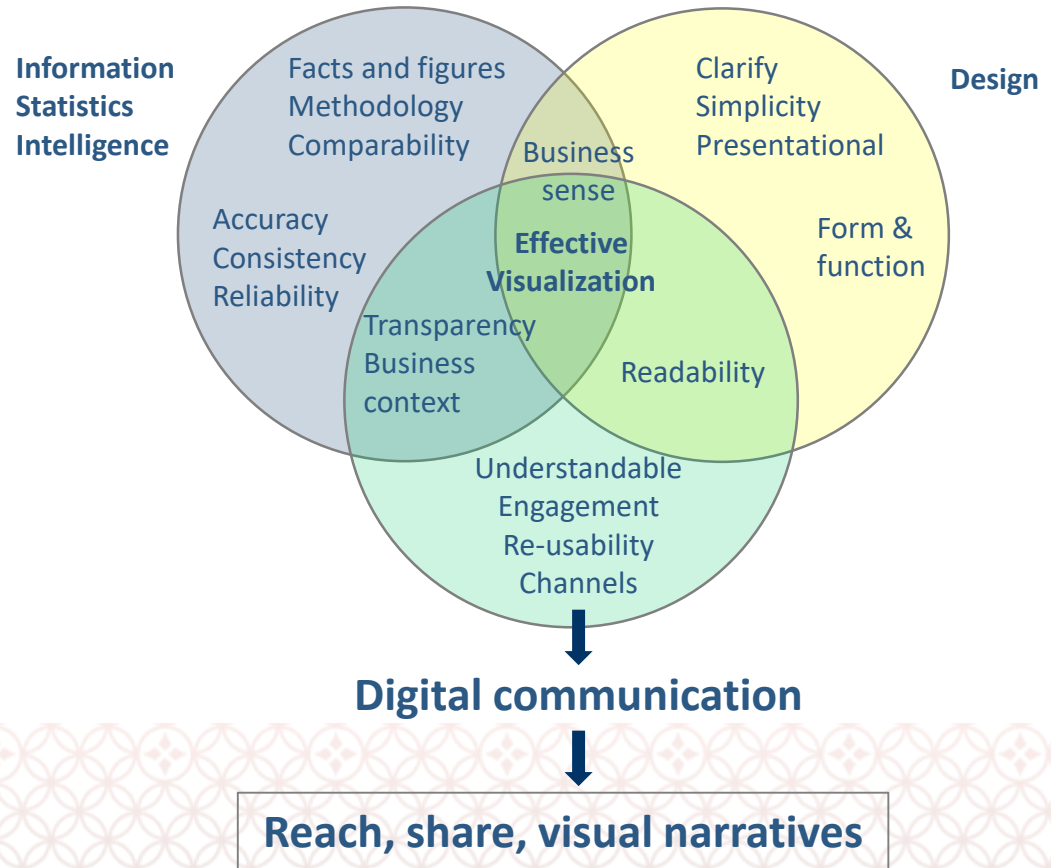 Information
Statistics
Intelligence
Facts and figures
Methodology
Comparability
Accuracy
Consistency
Reliability
Clarify
Simplicity
Presentational
Design
Form &
function
Business
sense
Effective
Visualization
Transparency
Business
context
Readability
Understandable
Engagement
Re-usability
Channels
Digital communication
Reach, share, visual narratives